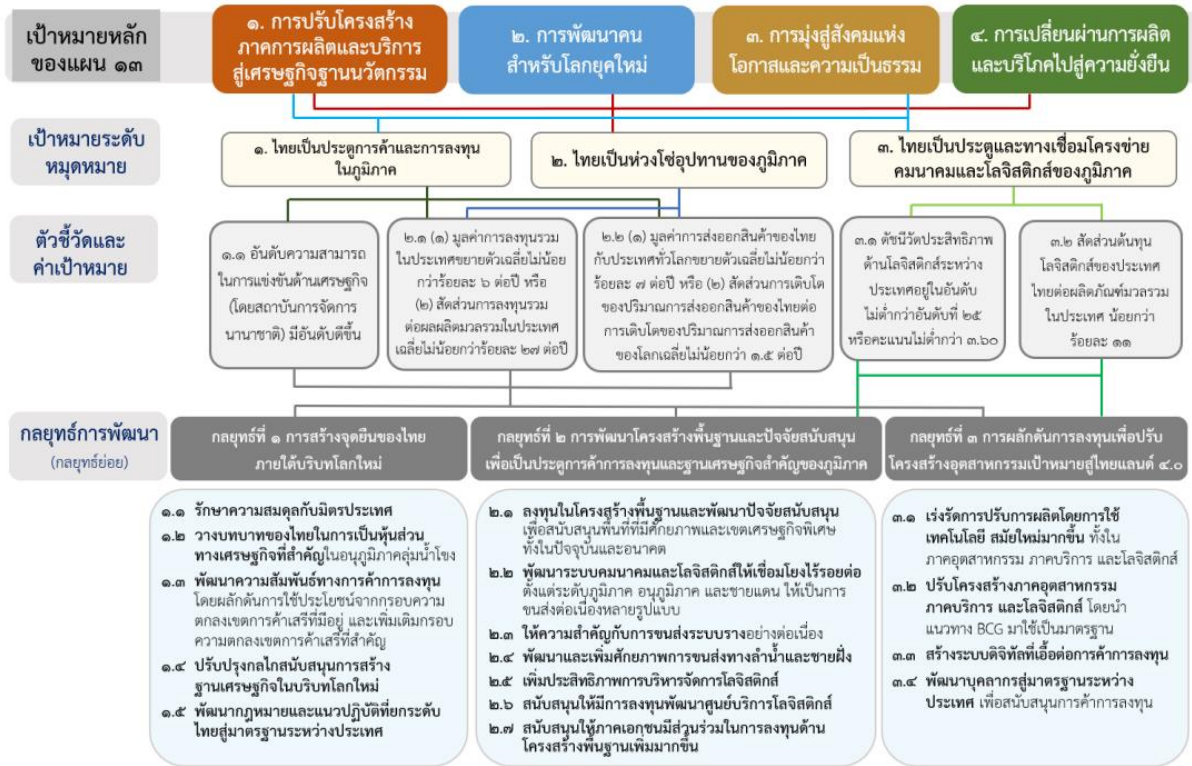 เป้าหมายหลัก
ของแผน ๑๓
๑. การปรับโครงสร้าง
ภาคการผลิตและบริการ
สู่เศรษฐกิจฐานนวัตกรรม
๒. การพัฒนาคน
สำหรับโลกยุคใหม่
๓. การมุ่งสู่สังคมแห่ง
โอกาสและความเป็นธรรม
๔. การเปลี่ยนผ่านการผลิต
และบริโภคไปสู่ความยั่งยืน
เป้าหมายระดับ
หมุดหมาย
๑. ไทยเป็นประตูการค้าและการลงทุน
ในภูมิภาค
๒. ไทยเป็นห่วงโซ่อุปทานของภูมิภาค
๓. ไทยเป็นประตูและทางเชื่อมโครงข่าย
คมนาคมและโลจิสติกส์ของภูมิภาค
ตัวชี้วัดและ
ค่าเป้าหมาย
๑.๑ อันดับความสามารถ
ในการแข่งขันด้านเศรษฐกิจ
(โดยสถาบันการจัดการ
นานาชาติ) มีอันดับดีขึ้น
๒.๑ (๑) มูลค่าการลงทุนรวม
ในประเทศขยายตัวเฉลี่ยไม่น้อย
กว่าร้อยละ ๖ ต่อปี หรือ
(๒) สัดส่วนการลงทุนรวม
ต่อผลผลิตมวลรวมในประเทศ
เฉลี่ยไม่น้อยกว่าร้อยละ ๒๗ ต่อปี
๒.๒ (๑) มูลค่าการส่งออกสินค้าของไทย
กับประเทศทั่วโลกขยายตัวเฉลี่ยไม่น้อยกว่า
ร้อยละ ๗ ต่อปี หรือ (๒) สัดส่วนการเติบโต
ของปริมาณการส่งออกสินค้าของไทยต่อ
การเติบโตของปริมาณการส่งออกสินค้า
ของโลกเฉลี่ยไม่น้อยกว่า ๑.๕ ต่อปี
๓.๑ ดัชนีวัดประสิทธิภาพ
ด้านโลจิสติกส์ระหว่าง
ประเทศอยู่ในอันดับ
ไม่ต่ำกว่าอันดับที่ ๒๕
หรือคะแนนไม่ต่ำกว่า ๓.๖๐
๓.๒ สัดส่วนต้นทุน
โลจิสติกส์ของประเทศ
ไทยต่อผลิตภัณฑ์มวลรวม
ในประเทศ น้อยกว่า
ร้อยละ ๑๑
กลยุทธ์การพัฒนา
(กลยุทธ์ย่อย)
กลยุทธ์ที่ ๑ การสร้างจุดยืนของไทย
ภายใต้บริบทโลกใหม่
กลยุทธ์ที่ ๒ การพัฒนาโครงสร้างพื้นฐานและปัจจัยสนับสนุน
เพื่อเป็นประตูการค้าการลงทุนและฐานเศรษฐกิจสำคัญของภูมิภาค
กลยุทธ์ที่ ๓ การผลักดันการลงทุนเพื่อปรับ
โครงสร้างอุตสาหกรรมเป้าหมายสู่ไทยแลนด์ ๔.๐
๑.๑ รักษาความสมดุลกับมิตรประเทศ
๑.๒ วางบทบาทของไทยในการเป็นหุ้นส่วน
ทางเศรษฐกิจที่สำคัญในอนุภูมิภาคลุ่มน้ำโขง
๑.๓ พัฒนาความสัมพันธ์ทางการค้าการลงทุน
โดยผลักดันการใช้ประโยชน์จากกรอบความ
ตกลงเขตการค้าเสรีที่มีอยู่ และเพิ่มเติมกรอบ
ความตกลงเขตการค้าเสรีที่สำคัญ
๑.๔ ปรับปรุงกลไกสนับสนุนการสร้าง
ฐานเศรษฐกิจในบริบทโลกใหม่
๑.๕ พัฒนากฎหมายและแนวปฏิบัติที่ยกระดับ
ไทยสู่มาตรฐานระหว่างประเทศ
๒.๑ ลงทุนในโครงสร้างพื้นฐานและพัฒนาปัจจัยสนับสนุน
เพื่อสนับสนุนพื้นที่ที่มีศักยภาพและเขตเศรษฐกิจพิเศษ
ทั้งในปัจจุบันและอนาคต
๒.๒ พัฒนาระบบคมนาคมและโลจิสติกส์ให้เชื่อมโยงไร้รอยต่อ
ตั้งแต่ระดับภูมิภาค อนุภูมิภาค และชายแดน ให้เป็นการ
ขนส่งต่อเนื่องหลายรูปแบบ
๒.๓ ให้ความสำคัญกับการขนส่งระบบรางอย่างต่อเนื่อง
๒.๔ พัฒนาและเพิ่มศักยภาพการขนส่งทางลำน้ำและชายฝั่ง
๒.๕ เพิ่มประสิทธิภาพการบริหารจัดการโลจิสติกส์
๒.๖ สนับสนุนให้มีการลงทุนพัฒนาศูนย์บริการโลจิสติกส์
๒.๗ สนับสนุนให้ภาคเอกชนมีส่วนร่วมในการลงทุนด้าน
โครงสร้างพื้นฐานเพิ่มมากขึ้น
๓.๑ เร่งรัดการปรับการผลิตโดยการใช้
เทคโนโลยี สมัยใหม่มากขึ้น ทั้งใน
ภาคอุตสาหกรรม ภาคบริการ และโลจิสติกส์
๓.๒ ปรับโครงสร้างภาคอุตสาหกรรม
ภาคบริการ และโลจิสติกส์ โดยนำ
แนวทาง BCG มาใช้เป็นมาตรฐาน
๓.๓ สร้างระบบดิจิทัลที่เอื้อต่อการค้าการลงทุน
๓.๔ พัฒนาบุคลากรสู่มาตรฐานระหว่าง
ประเทศ เพื่อสนับสนุนการค้าการลงทุน